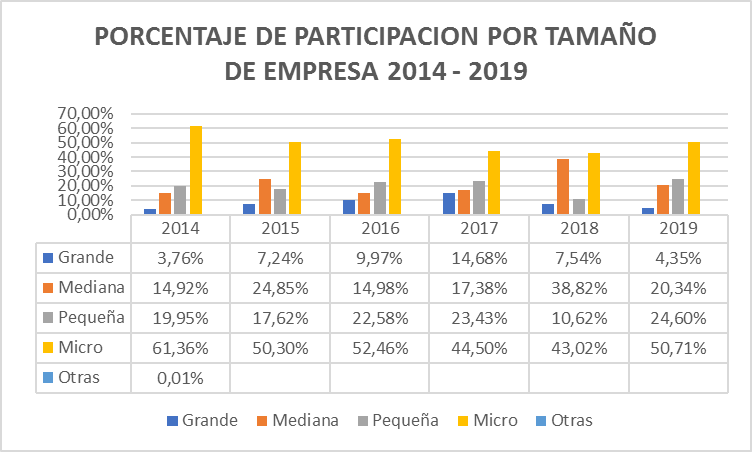 PORCENTAJE DE PARTICIPACION POR TAMAÑO
DE EMPRESA 2014 - 2019
70,00%
60,00%
50,00%
40,00%
30,00%
20,00%
10,00%
0,00%
2014 2015 2016 2017 2018 2019
Grande 3,76% 7,24% 9,97% 14,68% 7,54% 4,35%
Mediana 14,92% 24,85% 14,98% 17,38% 38,82% 20,34%
Pequeña 19,95% 17,62% 22,58% 23,43% 10,62% 24,60%
Micro 61,36% 50,30% 52,46% 44,50% 43,02% 50,71%
Otras 0,01%
Grande Mediana Pequeña Micro Otras